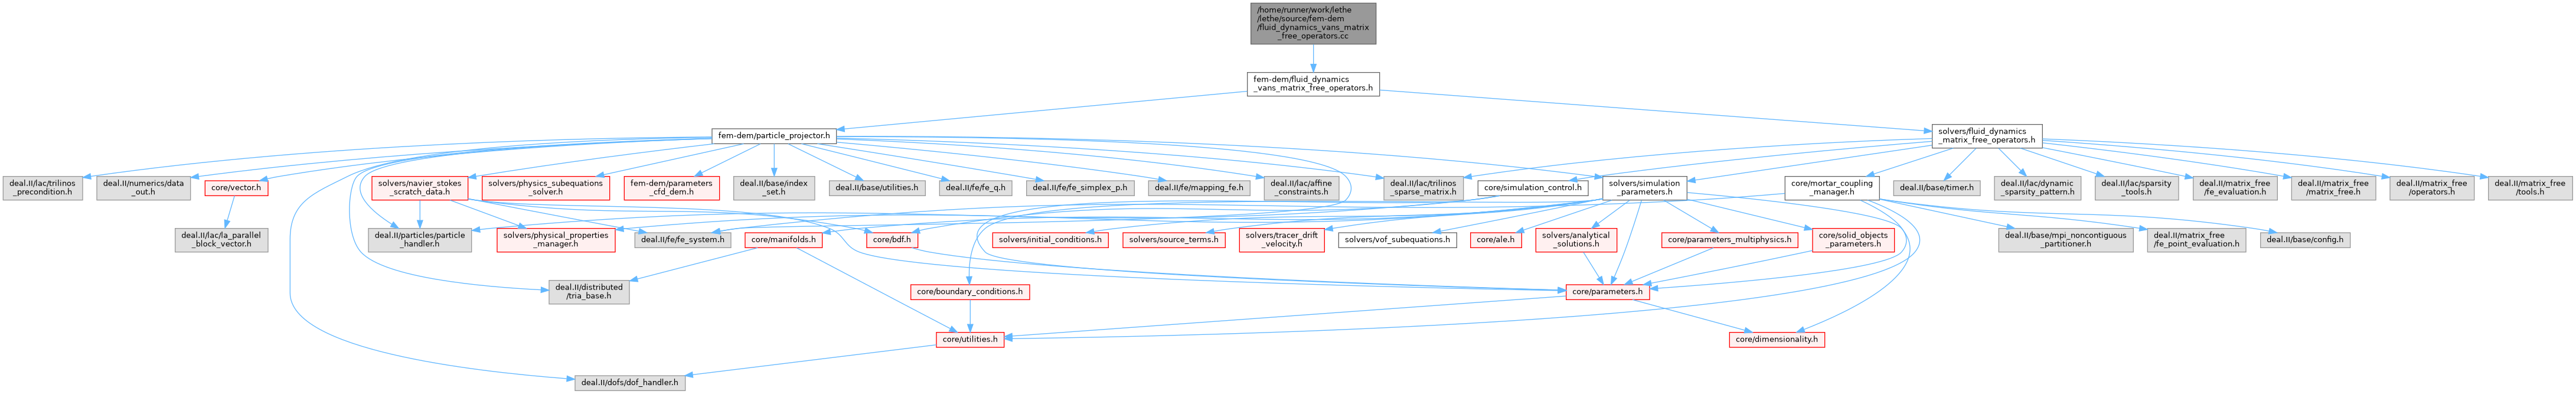 /home/runner/work/lethe
/lethe/source/fem-dem
/fluid_dynamics_vans_matrix
_free_operators.cc
fem-dem/fluid_dynamics
_vans_matrix_free_operators.h
fem-dem/particle_projector.h
solvers/fluid_dynamics
_matrix_free_operators.h
deal.II/lac/trilinos
_precondition.h
deal.II/numerics/data
_out.h
core/vector.h
solvers/navier_stokes
_scratch_data.h
solvers/physics_subequations
_solver.h
fem-dem/parameters
_cfd_dem.h
deal.II/base/index
_set.h
deal.II/base/utilities.h
deal.II/fe/fe_q.h
deal.II/fe/fe_simplex_p.h
deal.II/fe/mapping_fe.h
deal.II/lac/affine
_constraints.h
deal.II/lac/trilinos
_sparse_matrix.h
core/simulation_control.h
solvers/simulation
_parameters.h
core/mortar_coupling
_manager.h
deal.II/base/timer.h
deal.II/lac/dynamic
_sparsity_pattern.h
deal.II/lac/sparsity
_tools.h
deal.II/matrix_free
/fe_evaluation.h
deal.II/matrix_free
/matrix_free.h
deal.II/matrix_free
/operators.h
deal.II/matrix_free
/tools.h
deal.II/lac/la_parallel
_block_vector.h
deal.II/particles/particle
_handler.h
solvers/physical_properties
_manager.h
deal.II/fe/fe_system.h
core/manifolds.h
core/bdf.h
solvers/initial_conditions.h
solvers/source_terms.h
solvers/tracer_drift
_velocity.h
solvers/vof_subequations.h
core/ale.h
solvers/analytical
_solutions.h
core/parameters_multiphysics.h
core/solid_objects
_parameters.h
deal.II/base/mpi_noncontiguous
_partitioner.h
deal.II/matrix_free
/fe_point_evaluation.h
deal.II/base/config.h
deal.II/distributed
/tria_base.h
core/boundary_conditions.h
core/parameters.h
core/utilities.h
core/dimensionality.h
deal.II/dofs/dof_handler.h